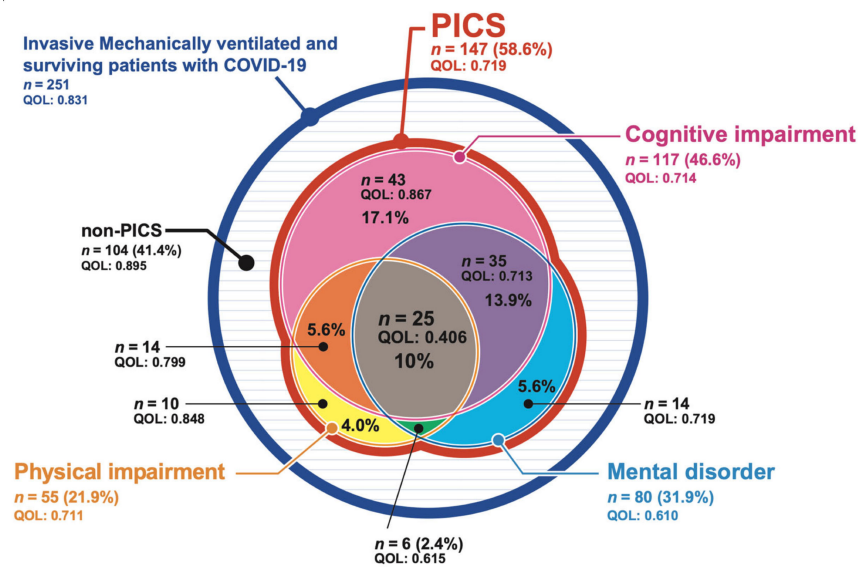 PICS
n = 147 (58.6%)
QOL: 0.719
Invasive Mechanically ventilated and
surviving patients with COVID-19
n = 251
QOL: 0.831
Cognitive impairment
n = 117 (46.6%)
QOL: 0.714
n = 43
QOL: 0.867
17.1%
non-PICS
n = 104 (41.4%)
QOL: 0.895
n = 35
QOL: 0.713
13.9%
n = 25
QOL: 0.406
10%
5.6%
n = 14
QOL: 0.799
5.6%
n = 14
QOL: 0.719
n = 10
QOL: 0.848
4.0%
Physical impairment
n = 55 (21.9%)
QOL: 0.711
Mental disorder
n = 80 (31.9%)
QOL: 0.610
n = 6 (2.4%)
QOL: 0.615